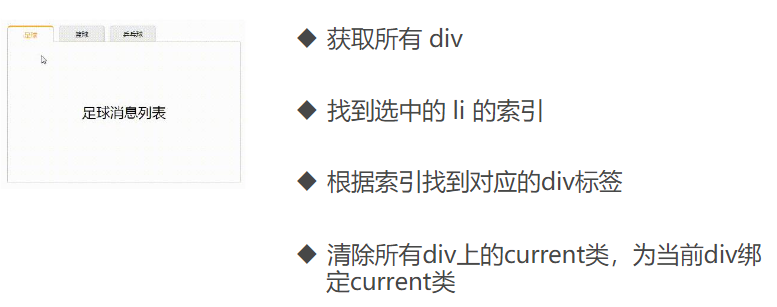 足球 篮球 乒乓球
足球消息列表
◆ 获取所有 div
◆ 找到选中的 li 的索引
◆ 根据索引找到对应的div标签
◆ 清除所有div上的current类，为当前div绑
定current类